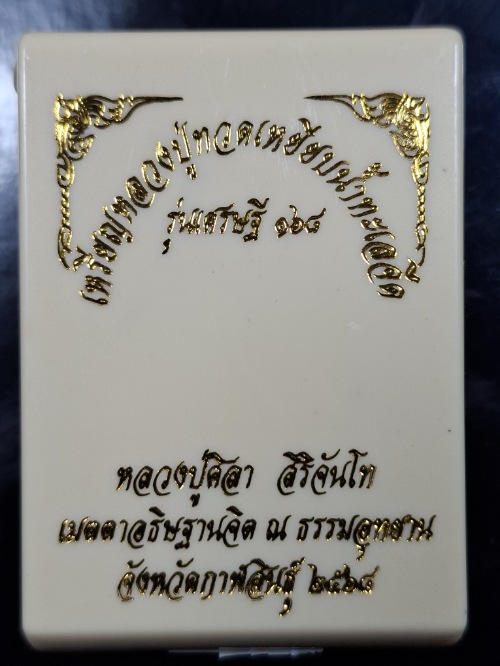 เหรียญหลวงปู่ทวดเหยียบน้ำทะเลจืด
รุ่นเศรษฐี ๑๖๘
หลวงปู่ศิลา สิริจันโท
เมตตาอธิษฐานจิต ณ ธรรมอุทยาน
จังหวัดกาฬสินธุ์ ๒๕๖๘